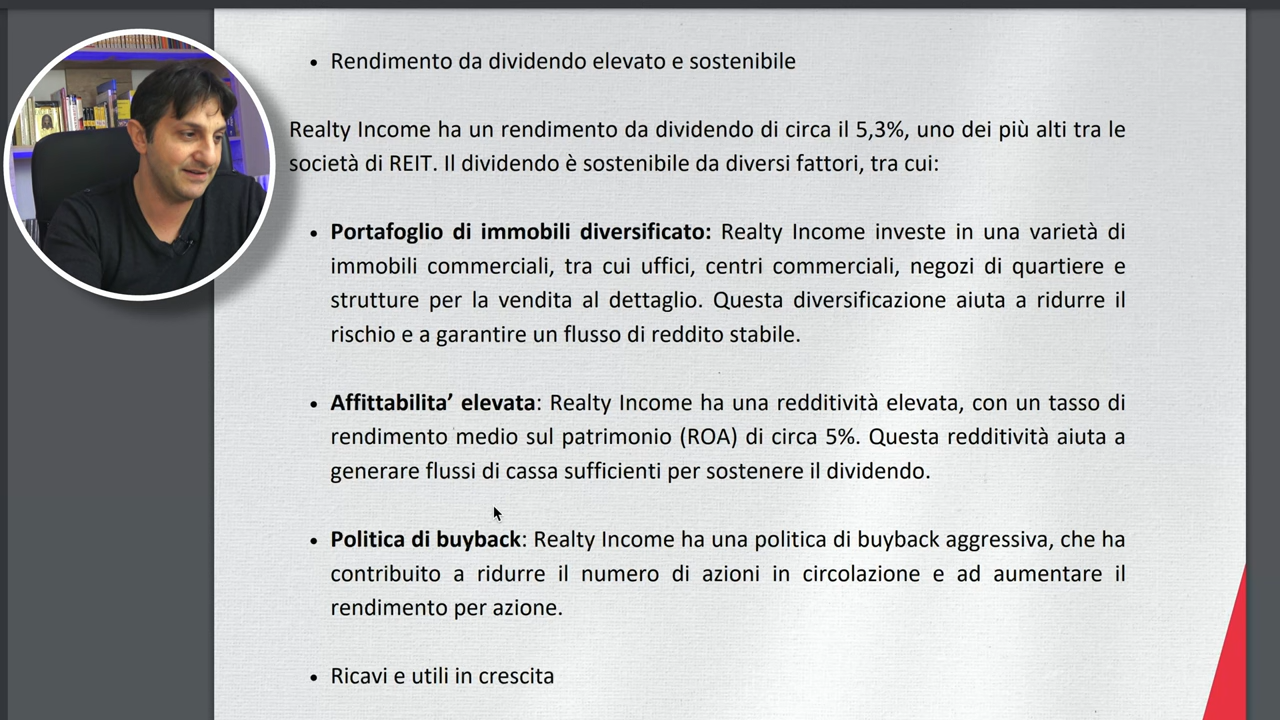 • Rendimento da dividendo elevato e sostenibile
Realty Income ha un rendimento da dividendo di circa il 5,3%, uno dei più alti tra le
società di REIT. Il dividendo è sostenibile da diversi fattori, tra cui:
• Portafoglio di immobili diversificato: Realty Income investe in una varietà di
immobili commerciali, tra cui uffici, centri commerciali, negozi di quartiere e
strutture per la vendita al dettaglio. Questa diversificazione aiuta a ridurre il
rischio e a garantire un flusso di reddito stabile.
• Affittabilita’ elevata: Realty Income ha una redditività elevata, con un tasso di
rendimento medio sul patrimonio (ROA) di circa 5%. Questa redditività aiuta a
generare flussi di cassa sufficienti per sostenere il dividendo.
• Politica di buyback: Realty Income ha una politica di buyback aggressiva, che ha
contribuito a ridurre il numero di azioni in circolazione e ad aumentare il
rendimento per azione.
• Ricavi e utili in crescita